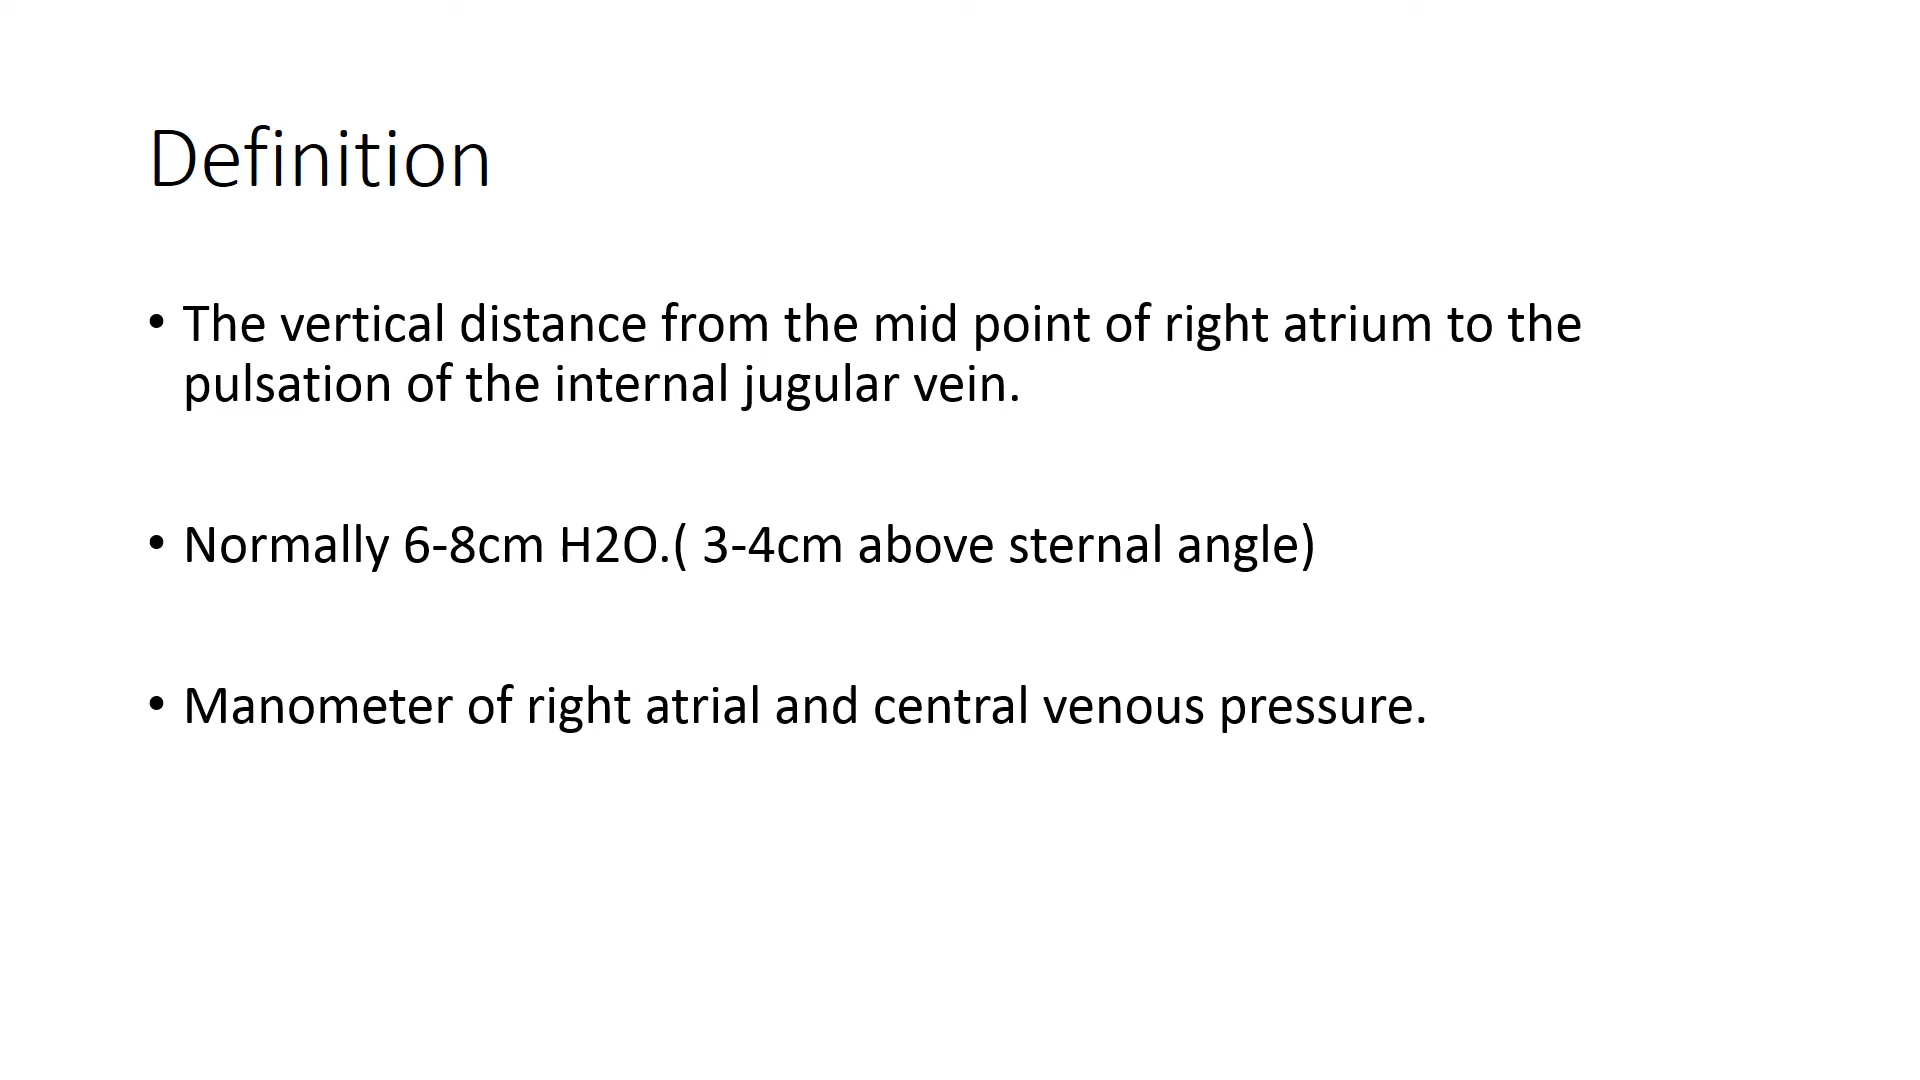 Definition
• The vertical distance from the mid point of right atrium to the
pulsation of the internal jugular vein.
• Normally 6-8cm H2O.( 3-4cm above sternal angle)
• Manometer of right atrial and central venous pressure.